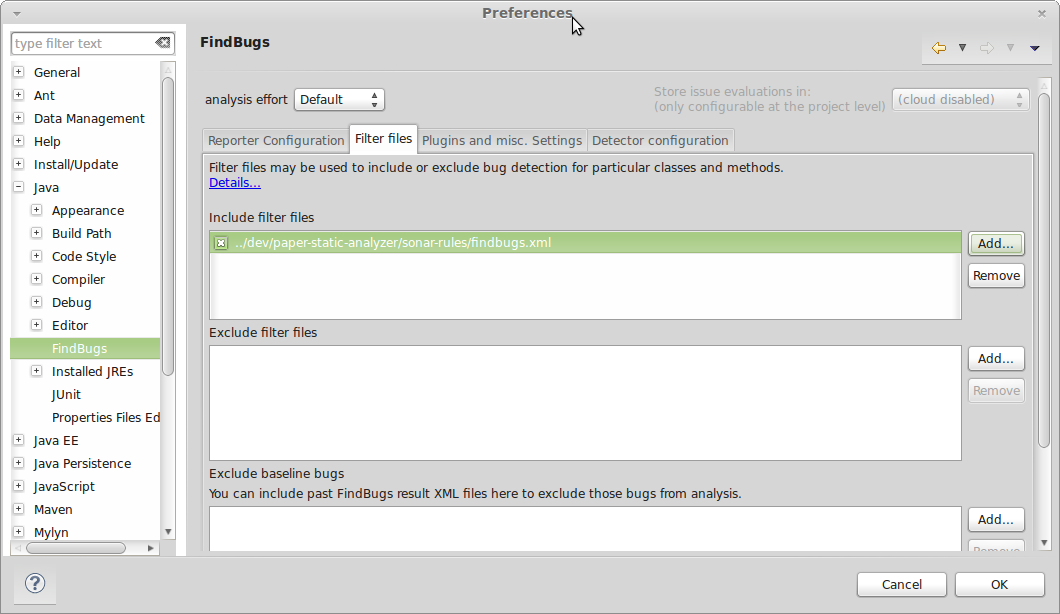 Preferences
type filter text
General
Ant
Data Management
Help
Install/Update
Java
Appearance
Build Path
Code Style
Compiler
Debug
Editor
FindBugs
Installed JREs
JUnit
Properties Files Ed
Java EE
Java Persistence
JavaScript
Maven
Mylyn
FindBugs
analysis effort Default
Store issue evaluations in:
(only configurable at the project level) (cloud disabled)
Reporter Configuration Filter files Plugins and misc. Settings Detector configuration
Filter files may be used to include or exclude bug detection for particular classes and methods.
Details...
Include filter files
../dev/paper-static-analyzer/sonar-rules/findbugs.xml
Add...
Remove
Exclude filter files
Add...
Remove
Exclude baseline bugs
You can include past FindBugs result XML files here to exclude those bugs from analysis.
Add...
Remove
?
Cancel OK